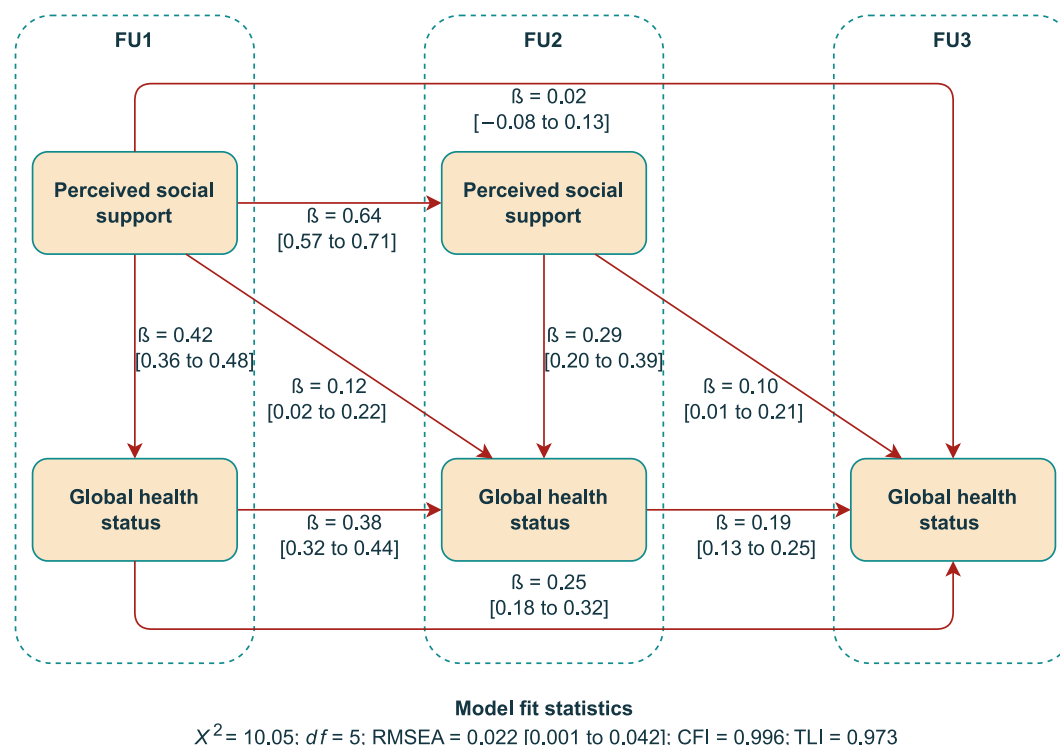 FU1
FU2
FU3
ß = 0.02
[−0.08 to 0.13]
Perceived social
support
ß = 0.64
[0.57 to 0.71]
Perceived social
support
ß = 0.42
[0.36 to 0.48]
ß = 0.12
[0.02 to 0.22]
ß = 0.29
[0.20 to 0.39]
ß = 0.10
[0.01 to 0.21]
Global health
status
ß = 0.38
[0.32 to 0.44]
Global health
status
ß = 0.19
[0.13 to 0.25]
Global health
status
ß = 0.25
[0.18 to 0.32]
Model fit statistics
X² = 10.05; df = 5; RMSEA = 0.022 [0.001 to 0.042]; CFI = 0.996; TLI = 0.973